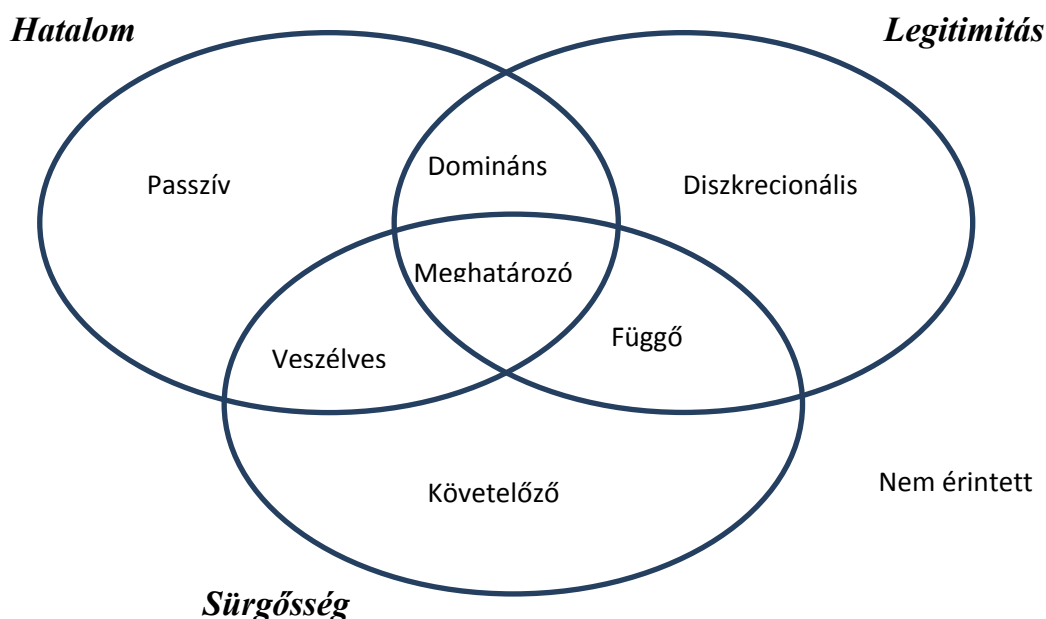 Hatalom
Legitimitás
Domináns
Passzív
Diszkrecionális
Meghatározó
Függő
Veszélyes
Nem érintett
Követelőző
Sürgősség